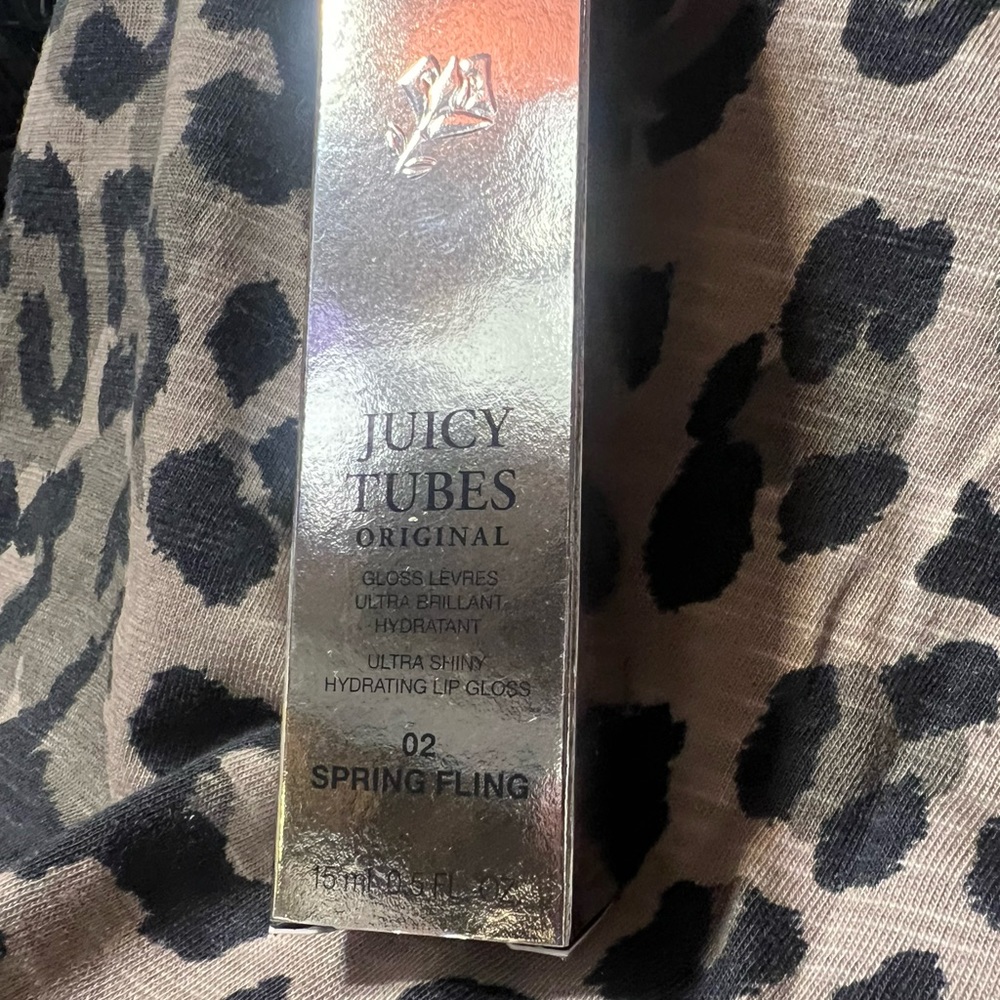 JUICY
TUBES
ORIGINAL
GLOSS LÈVRES
ULTRA BRILLANT
HYDRATANT
ULTRA SHINY
HYDRATING LIP GLOSS
02
SPRING FLING
15 ml 0.5 FL. OZ.